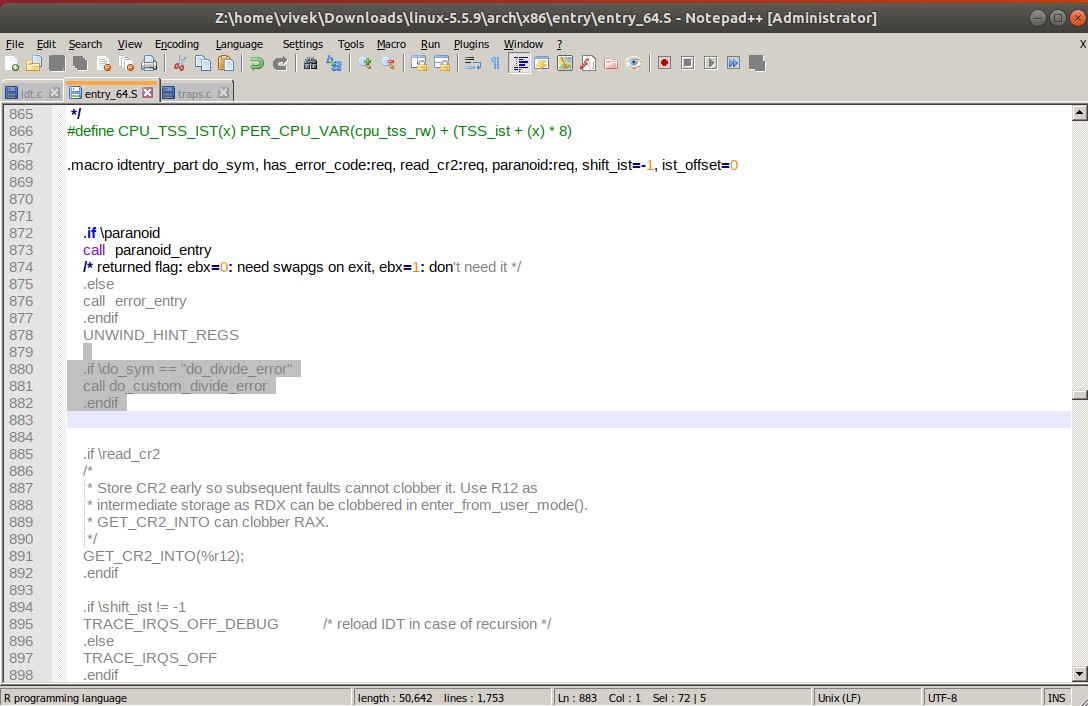 Z:\home\vivek\Downloads\linux-5.5.9\arch\x86\entry\entry_64.S - Notepad++ [Administrator]
File Edit Search View Encoding Language Settings Tools Macro Run Plugins Window ? X
idt.c entry_64.S traps.c
865 */
866 #define CPU_TSS_IST(x) PER_CPU_VAR(cpu_tss_rw) + (TSS_ist + (x) * 8)
867
868 .macro idtentry_part do_sym, has_error_code:req, read_cr2:req, paranoid:req, shift_ist=-1, ist_offset=0
869
870
871
872 .if \paranoid
873 call paranoid_entry
874 /* returned flag: ebx=0: need swapgs on exit, ebx=1: don't need it */
875 .else
876 call error_entry
877 .endif
878 UNWIND_HINT_REGS
879
880 .if \do_sym == "do_divide_error"
881 call do_custom_divide_error
882 .endif
883
884
885 .if \read_cr2
886 /*
887 * Store CR2 early so subsequent faults cannot clobber it. Use R12 as
888 * intermediate storage as RDX can be clobbered in enter_from_user_mode().
889 * GET_CR2_INTO can clobber RAX.
890 */
891 GET_CR2_INTO(%r12);
892 .endif
893
894 .if \shift_ist != -1
895 TRACE_IRQS_OFF_DEBUG /* reload IDT in case of recursion */
896 .else
897 TRACE_IRQS_OFF
898 .endif
R programming language length : 50,642 lines : 1,753 Ln : 883 Col : 1 Sel : 72 | 5 Unix (LF) UTF-8 INS